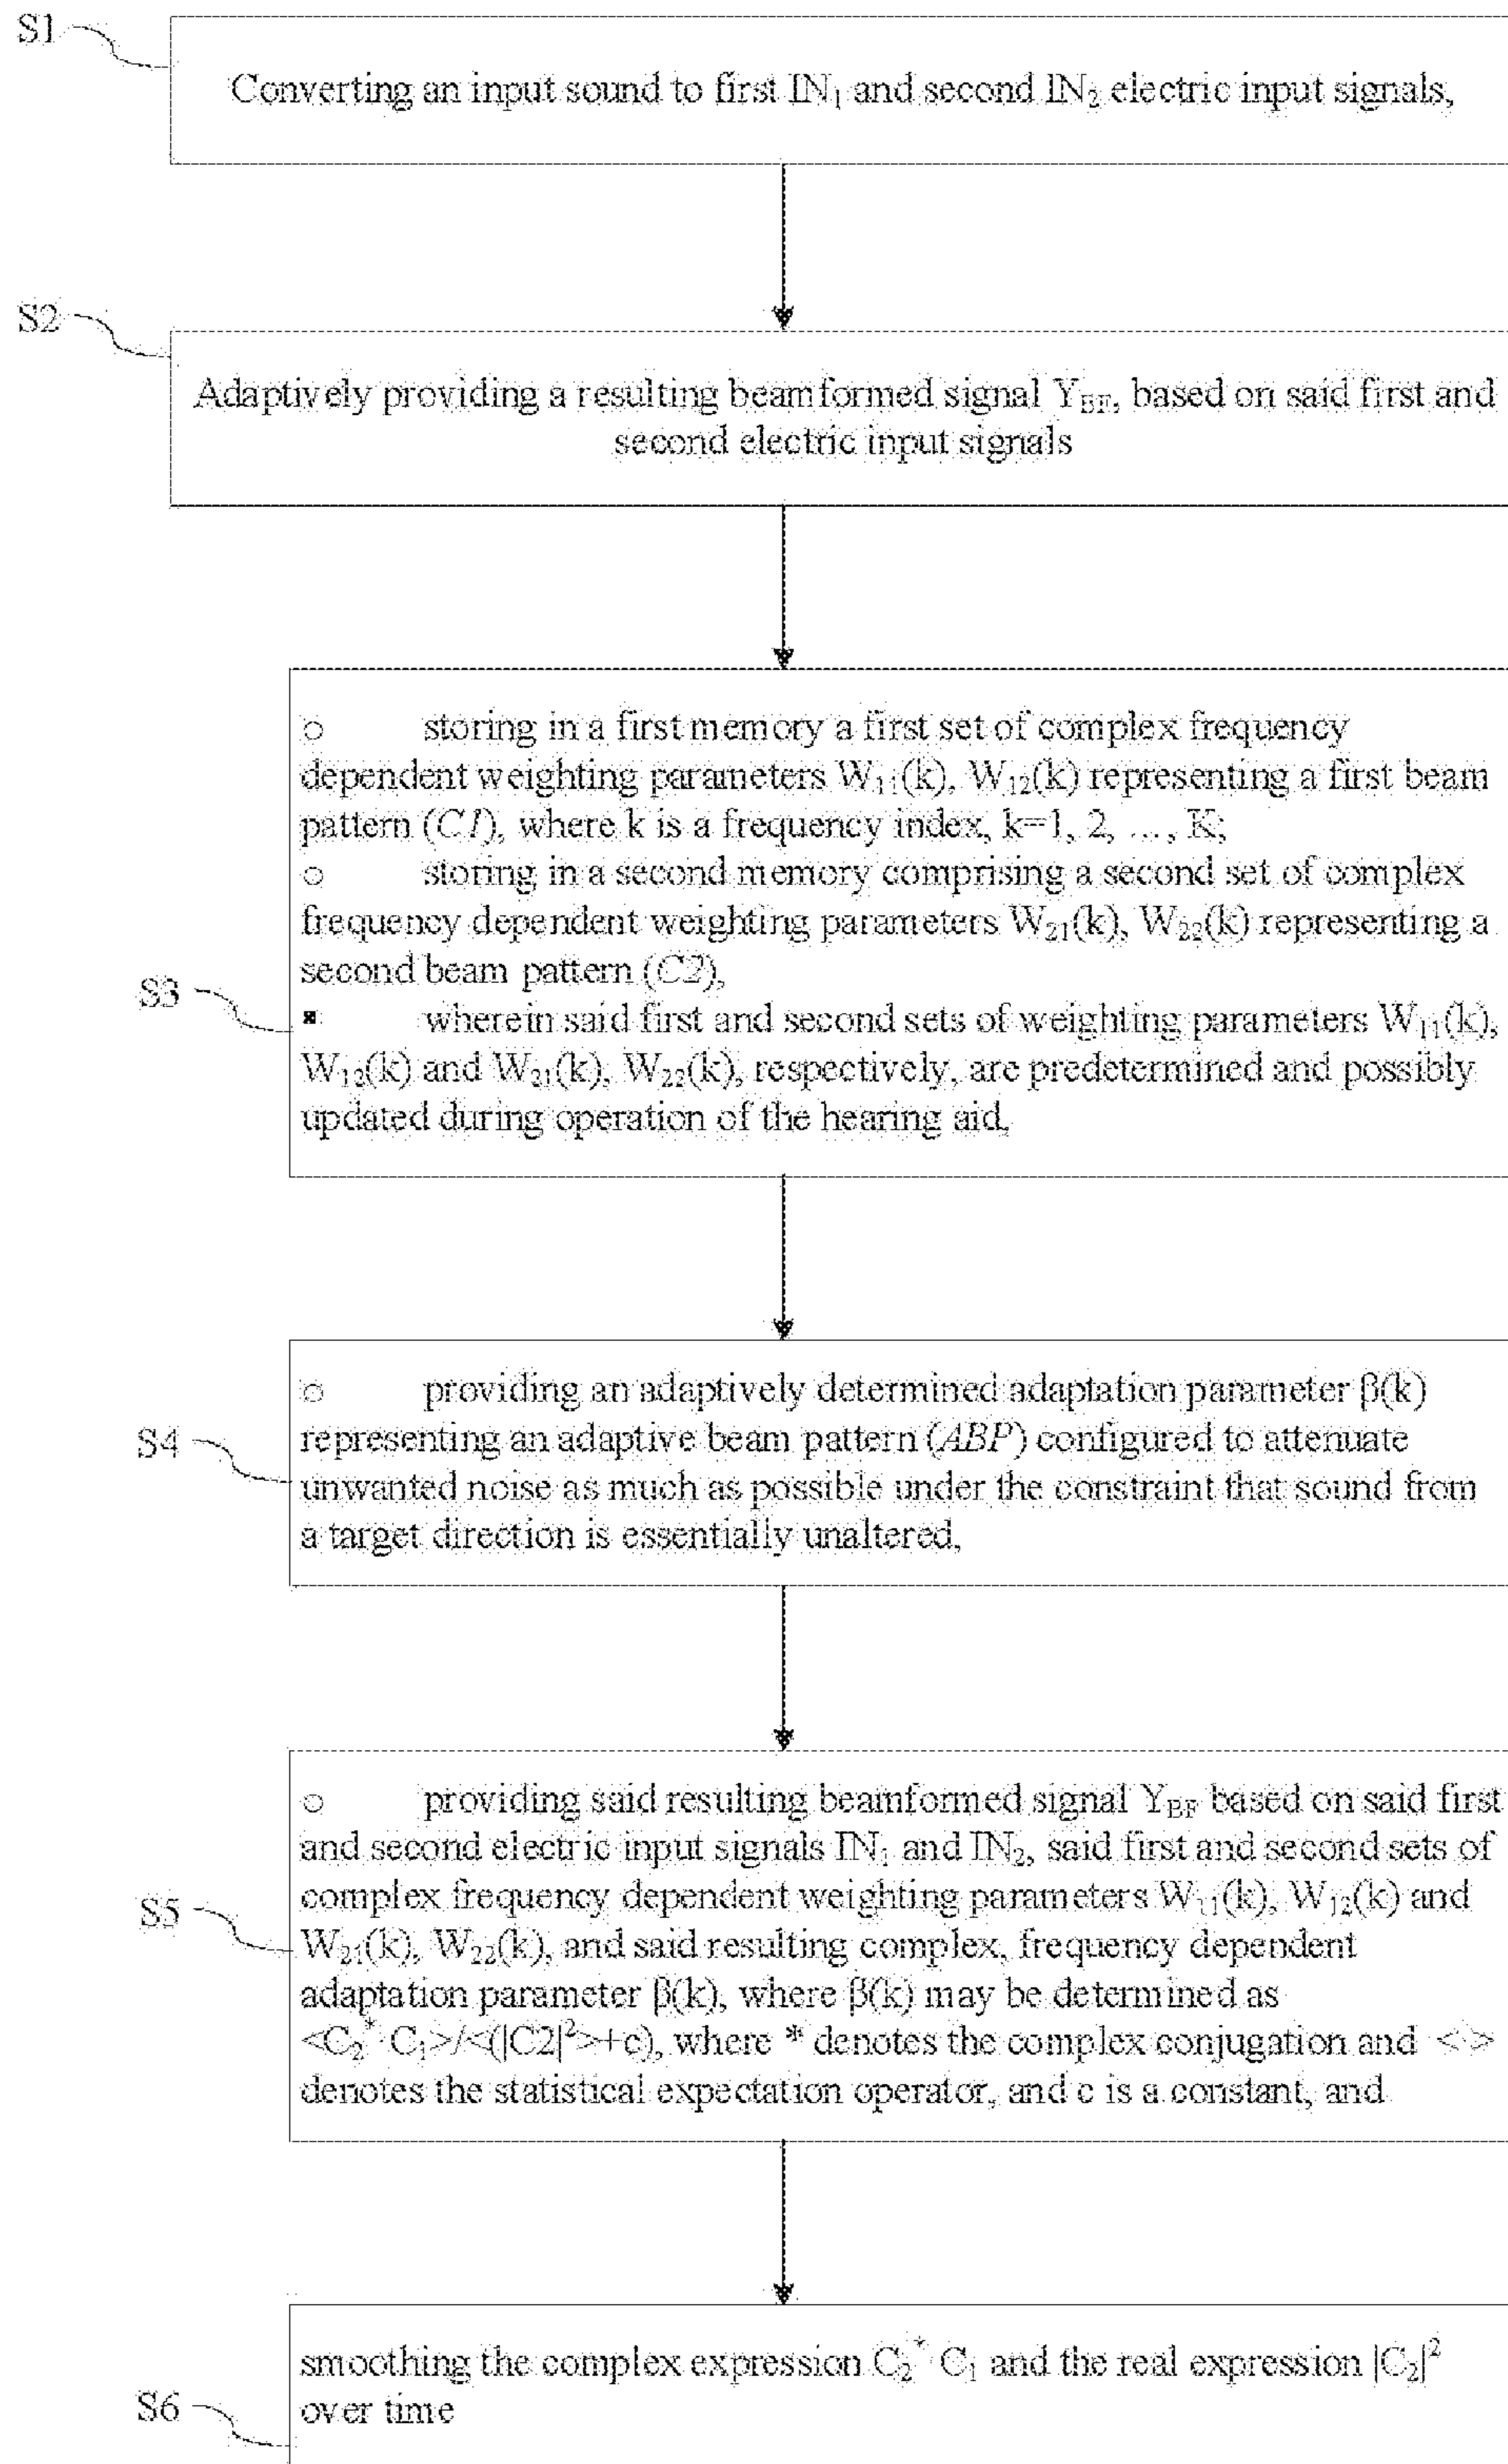 S1
Converting an input sound to first IN₁ and second IN₂ electric input signals,
S2
Adaptively providing a resulting beamformed signal Y_BF, based on said first and
second electric input signals
○ storing in a first memory a first set of complex frequency
dependent weighting parameters W₁₁(k), W₁₂(k) representing a first beam
pattern (C1), where k is a frequency index, k=1, 2, ..., K;
○ storing in a second memory comprising a second set of complex
frequency dependent weighting parameters W₂₁(k), W₂₂(k) representing a
second beam pattern (C2),
S3
▪ wherein said first and second sets of weighting parameters W₁₁(k),
W₁₂(k) and W₂₁(k), W₂₂(k), respectively, are predetermined and possibly
updated during operation of the hearing aid,
○ providing an adaptively determined adaptation parameter β(k)
representing an adaptive beam pattern (ABP) configured to attenuate
S4
unwanted noise as much as possible under the constraint that sound from
a target direction is essentially unaltered,
○ providing said resulting beamformed signal Y_BF based on said first
and second electric input signals IN₁ and IN₂, said first and second sets of
complex frequency dependent weighting parameters W₁₁(k), W₁₂(k) and
S5
W₂₁(k), W₂₂(k), and said resulting complex, frequency dependent
adaptation parameter β(k), where β(k) may be determined as
<C₂* · C₁>/<(|C2|²>+c), where * denotes the complex conjugation and <·>
denotes the statistical expectation operator, and c is a constant, and
smoothing the complex expression C₂* · C₁ and the real expression |C₂|²
over time
S6